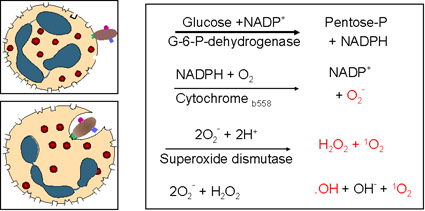 Glucose +NADP⁺ Pentose-P
G-6-P-dehydrogenase + NADPH
NADPH + O₂ NADP⁺
Cytochrome b558 + O₂⁻
2O₂⁻ + 2H⁺ H₂O₂ + ¹O₂
Superoxide dismutase
2O₂⁻ + H₂O₂ .OH + OH⁻ + ¹O₂